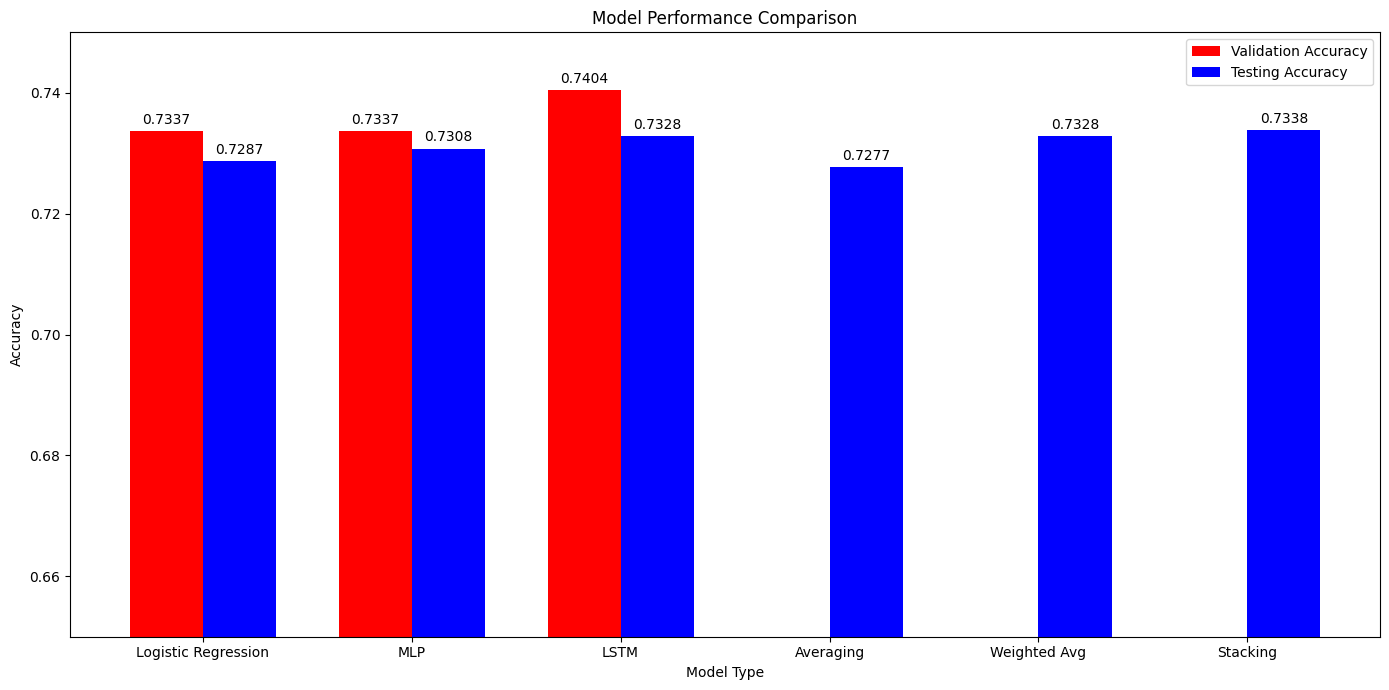 Model Performance Comparison
Validation Accuracy
Testing Accuracy
0.7337
0.7287
0.7337
0.7308
0.7404
0.7328
0.7277
0.7328
0.7338
0.74
0.72
0.70
0.68
0.66
Accuracy
Logistic Regression
MLP
LSTM
Averaging
Weighted Avg
Stacking
Model Type